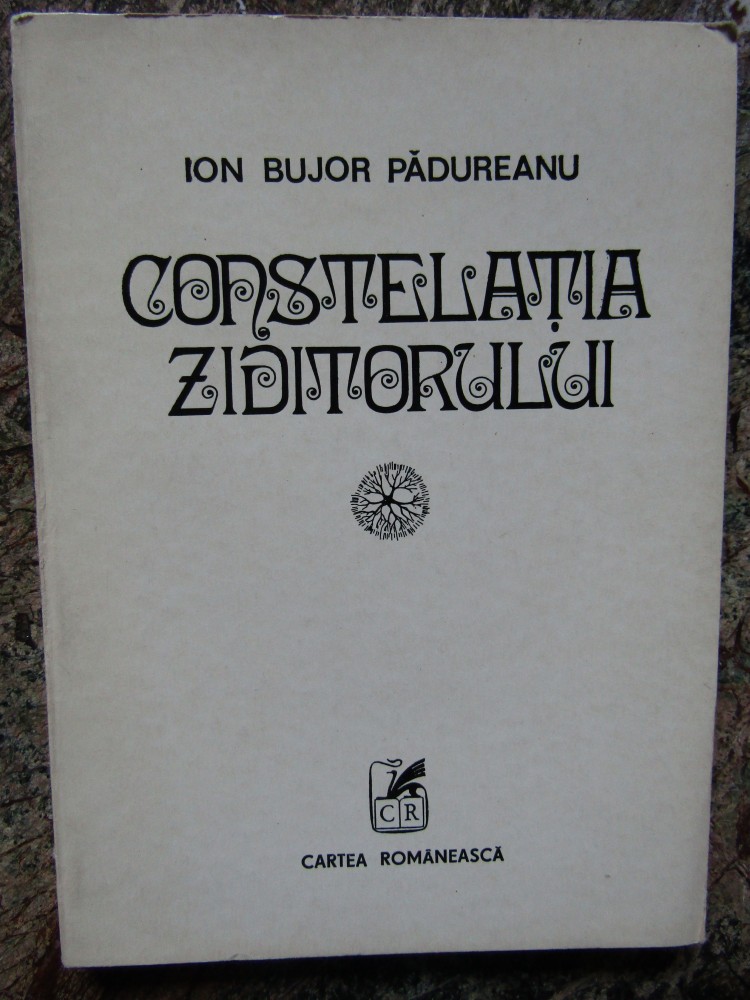 ION BUJOR PĂDUREANU
CONSTELAȚIA
ZIDITORULUI
CR
CARTEA ROMÂNEASCĂ